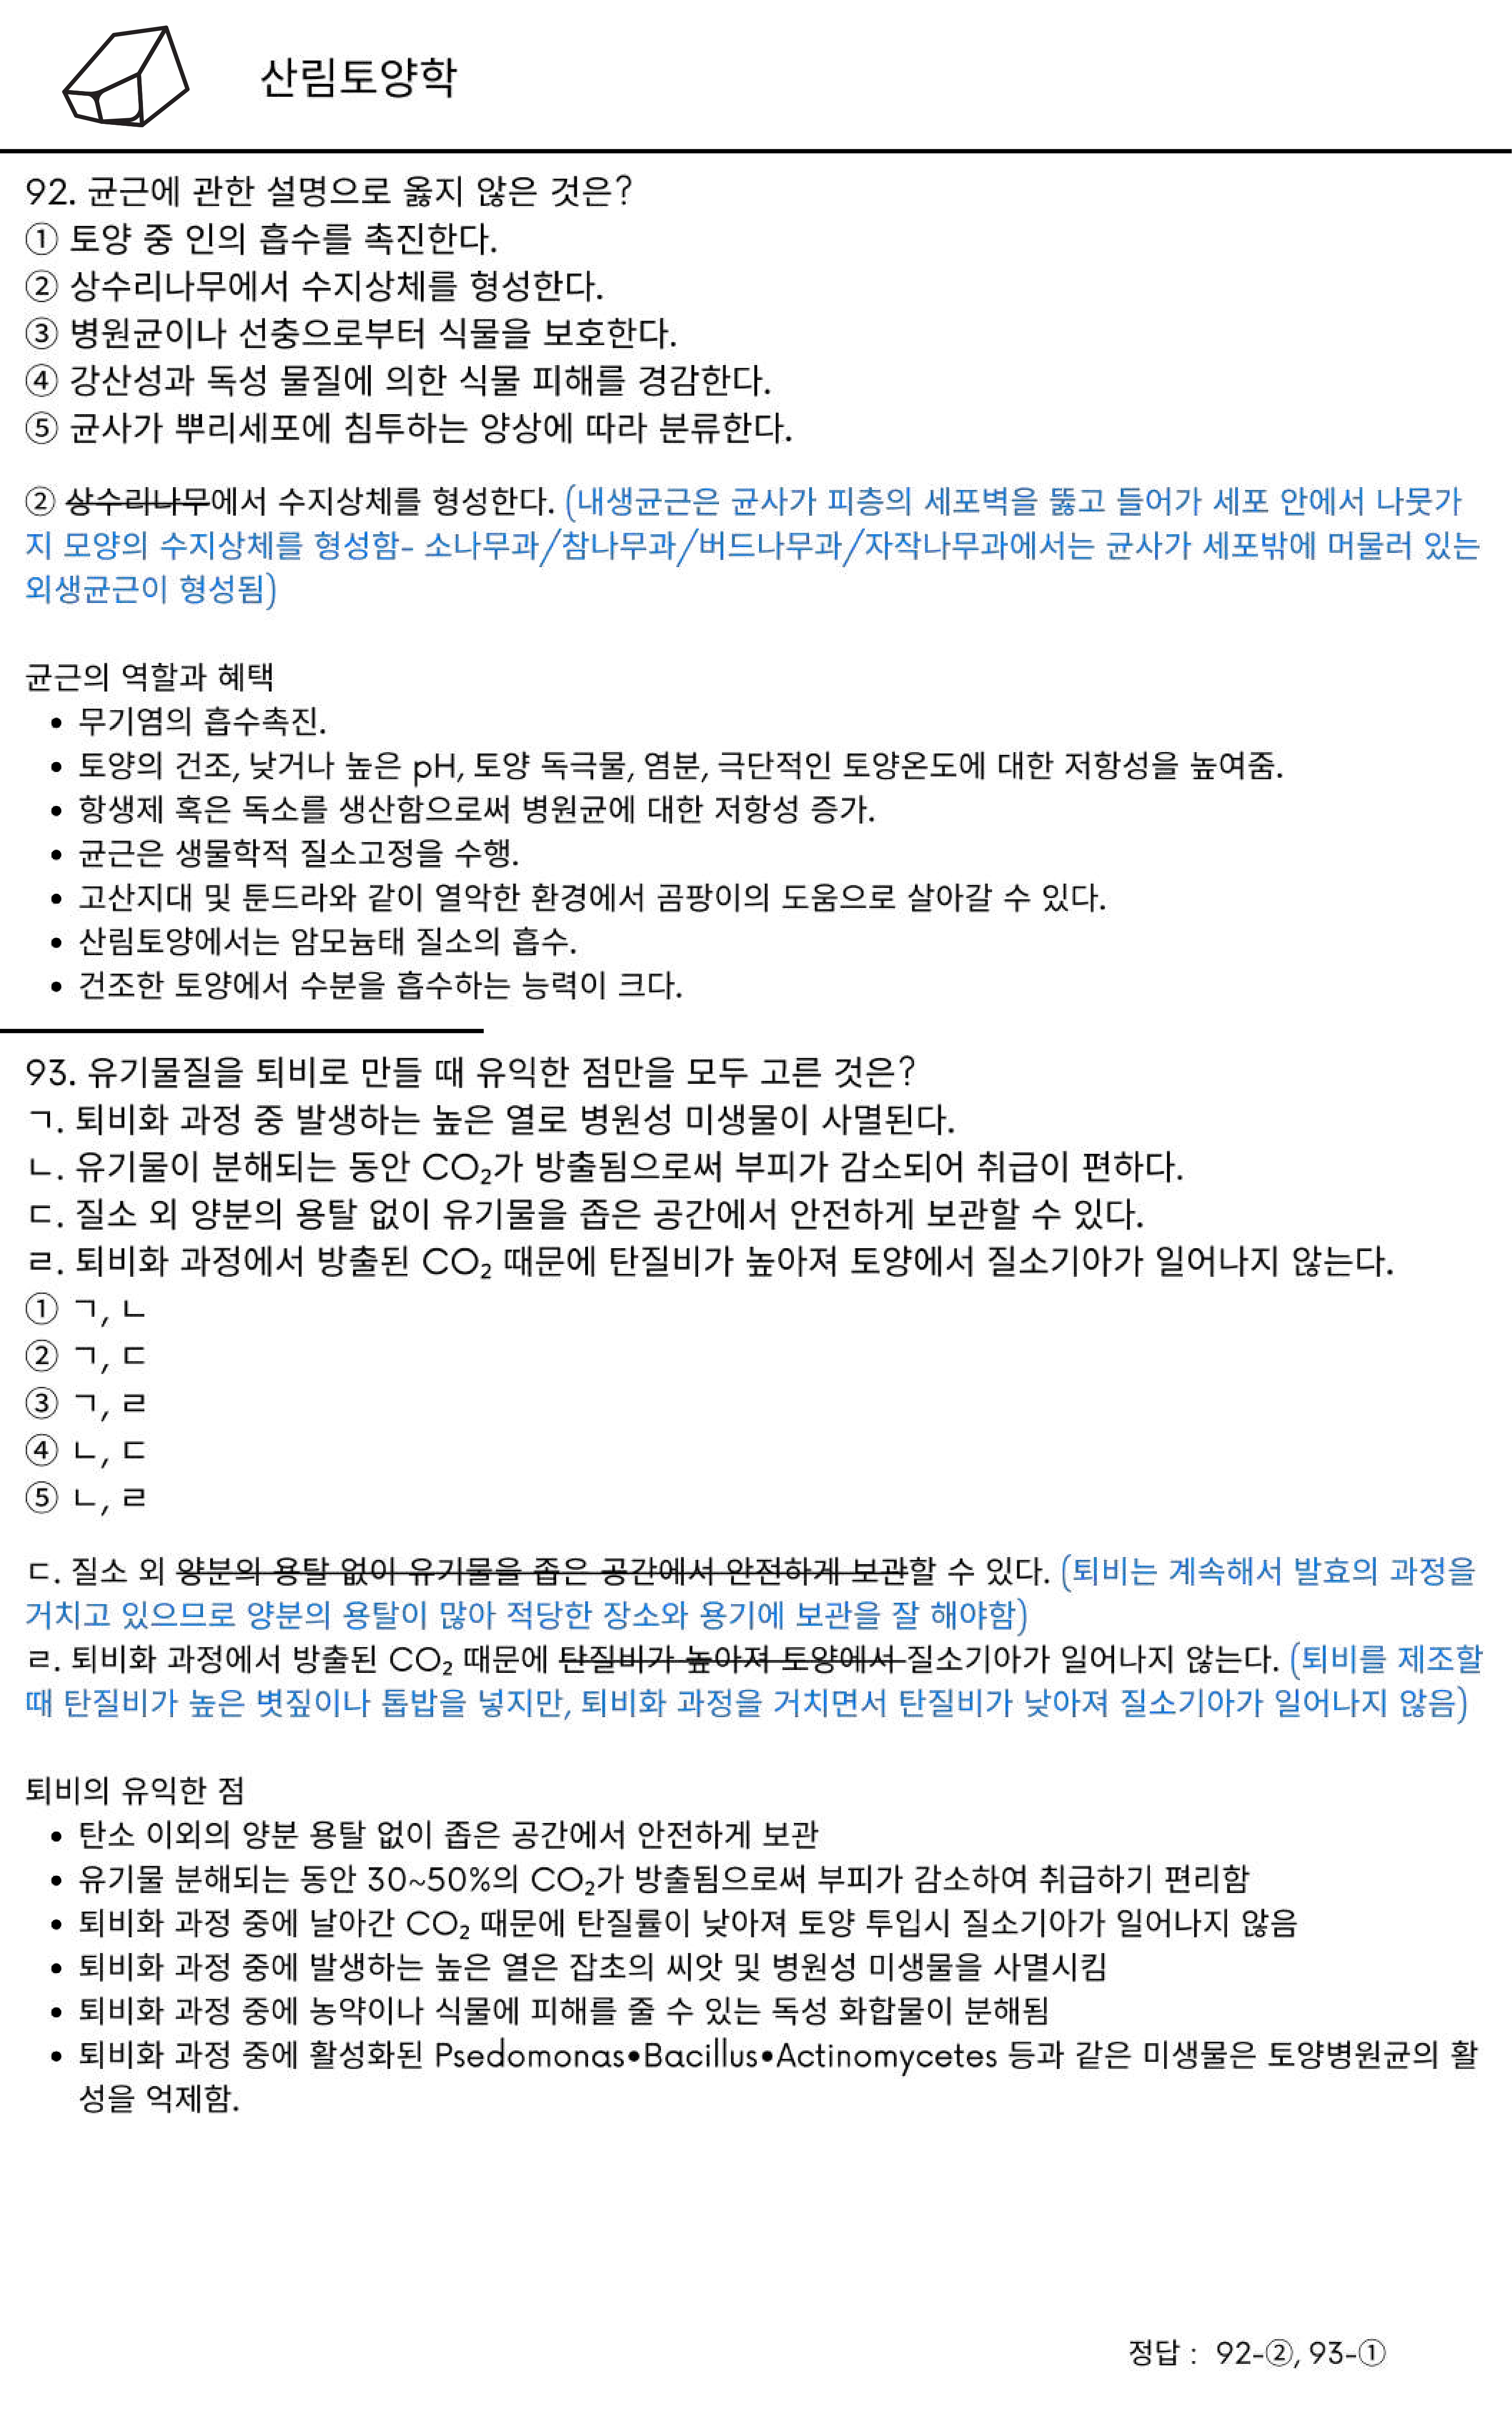 산림토양학
92. 균근에 관한 설명으로 옳지 않은 것은?
① 토양 중 인의 흡수를 촉진한다.
② 상수리나무에서 수지상체를 형성한다.
③ 병원균이나 선충으로부터 식물을 보호한다.
④ 강산성과 독성 물질에 의한 식물 피해를 경감한다.
⑤ 균사가 뿌리세포에 침투하는 양상에 따라 분류한다.
② 상수리나무에서 수지상체를 형성한다. (내생균근은 균사가 피층의 세포벽을 뚫고 들어가 세포 안에서 나뭇가
지 모양의 수지상체를 형성함- 소나무과/참나무과/버드나무과/자작나무과에서는 균사가 세포밖에 머물러 있는
외생균근이 형성됨)
균근의 역할과 혜택
• 무기염의 흡수촉진.
• 토양의 건조, 낮거나 높은 pH, 토양 독극물, 염분, 극단적인 토양온도에 대한 저항성을 높여줌.
• 항생제 혹은 독소를 생산함으로써 병원균에 대한 저항성 증가.
• 균근은 생물학적 질소고정을 수행.
• 고산지대 및 툰드라와 같이 열악한 환경에서 곰팡이의 도움으로 살아갈 수 있다.
• 산림토양에서는 암모늄태 질소의 흡수.
• 건조한 토양에서 수분을 흡수하는 능력이 크다.
93. 유기물질을 퇴비로 만들 때 유익한 점만을 모두 고른 것은?
ㄱ. 퇴비화 과정 중 발생하는 높은 열로 병원성 미생물이 사멸된다.
ㄴ. 유기물이 분해되는 동안 CO₂가 방출됨으로써 부피가 감소되어 취급이 편하다.
ㄷ. 질소 외 양분의 용탈 없이 유기물을 좁은 공간에서 안전하게 보관할 수 있다.
ㄹ. 퇴비화 과정에서 방출된 CO₂ 때문에 탄질비가 높아져 토양에서 질소기아가 일어나지 않는다.
① ㄱ, ㄴ
② ㄱ, ㄷ
③ ㄱ, ㄹ
④ ㄴ, ㄷ
⑤ ㄴ, ㄹ
ㄷ. 질소 외 양분의 용탈 없이 유기물을 좁은 공간에서 안전하게 보관할 수 있다. (퇴비는 계속해서 발효의 과정을
거치고 있으므로 양분의 용탈이 많아 적당한 장소와 용기에 보관을 잘 해야함)
ㄹ. 퇴비화 과정에서 방출된 CO₂ 때문에 탄질비가 높아져 토양에서 질소기아가 일어나지 않는다. (퇴비를 제조할
때 탄질비가 높은 볏짚이나 톱밥을 넣지만, 퇴비화 과정을 거치면서 탄질비가 낮아져 질소기아가 일어나지 않음)
퇴비의 유익한 점
• 탄소 이외의 양분 용탈 없이 좁은 공간에서 안전하게 보관
• 유기물 분해되는 동안 30~50%의 CO₂가 방출됨으로써 부피가 감소하여 취급하기 편리함
• 퇴비화 과정 중에 날아간 CO₂ 때문에 탄질률이 낮아져 토양 투입시 질소기아가 일어나지 않음
• 퇴비화 과정 중에 발생하는 높은 열은 잡초의 씨앗 및 병원성 미생물을 사멸시킴
• 퇴비화 과정 중에 농약이나 식물에 피해를 줄 수 있는 독성 화합물이 분해됨
• 퇴비화 과정 중에 활성화된 Psedomonas•Bacillus•Actinomycetes 등과 같은 미생물은 토양병원균의 활
성을 억제함.
정답 : 92-②, 93-①